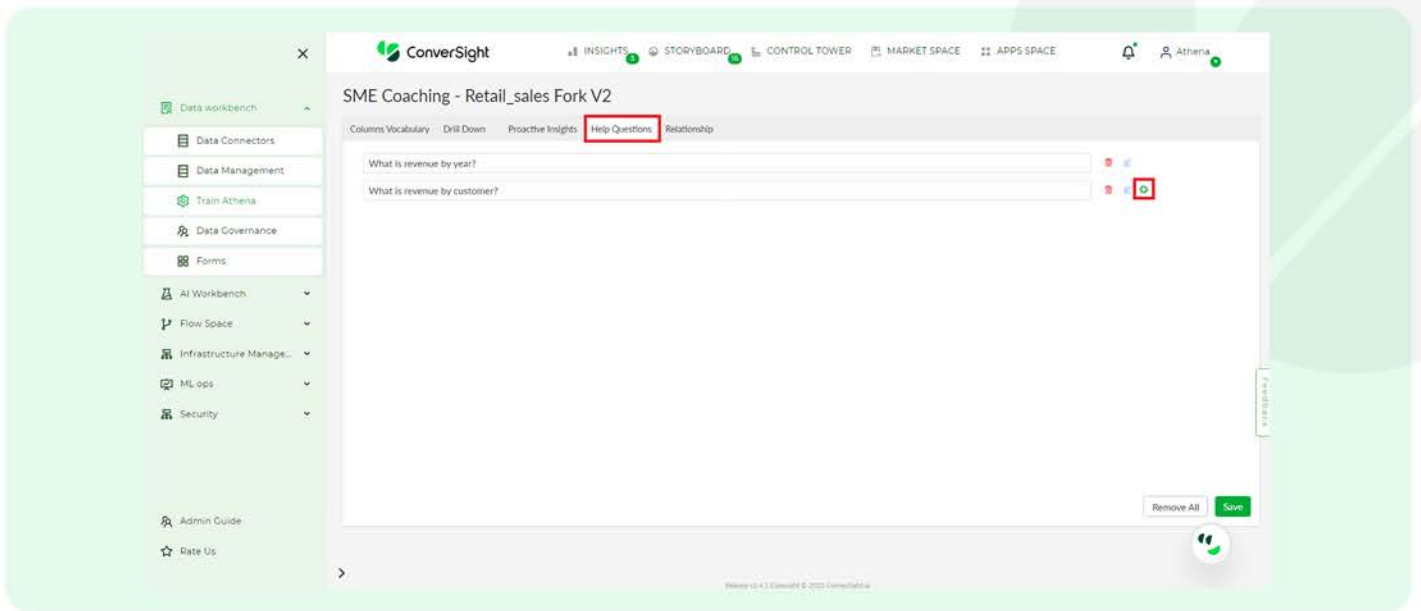 ConverSight
INSIGHTS
3
STORYBOARD
16
CONTROL TOWER
MARKET SPACE
APPS SPACE
Athena
Data workbench
Data Connectors
Data Management
Train Athena
Data Governance
Forms
AI Workbench
Flow Space
Infrastructure Manage...
ML ops
Security
Admin Guide
Rate Us
SME Coaching - Retail_sales Fork V2
Columns Vocabulary Drill Down Proactive Insights Help Questions Relationship
What is revenue by year?
What is revenue by customer?
Feedback
Remove All Save